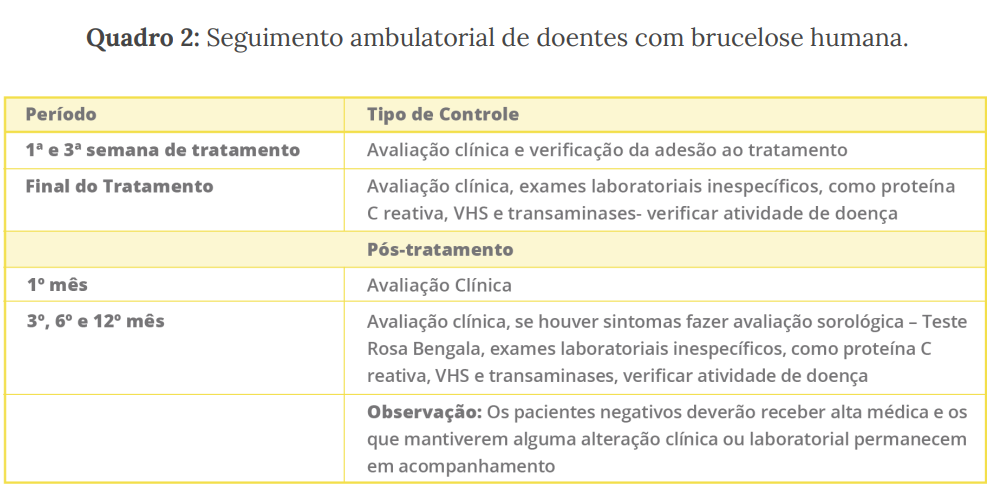 Quadro 2: Seguimento ambulatorial de doentes com brucelose humana.
Período
Tipo de Controle
1ª e 3ª semana de tratamento
Avaliação clínica e verificação da adesão ao tratamento
Final do Tratamento
Avaliação clínica, exames laboratoriais inespecíficos, como proteína
C reativa, VHS e transaminases- verificar atividade de doença
Pós-tratamento
1º mês
Avaliação Clínica
3º, 6º e 12º mês
Avaliação clínica, se houver sintomas fazer avaliação sorológica – Teste
Rosa Bengala, exames laboratoriais inespecíficos, como proteína C
reativa, VHS e transaminases, verificar atividade de doença
Observação: Os pacientes negativos deverão receber alta médica e os
que mantiverem alguma alteração clínica ou laboratorial permanecem
em acompanhamento